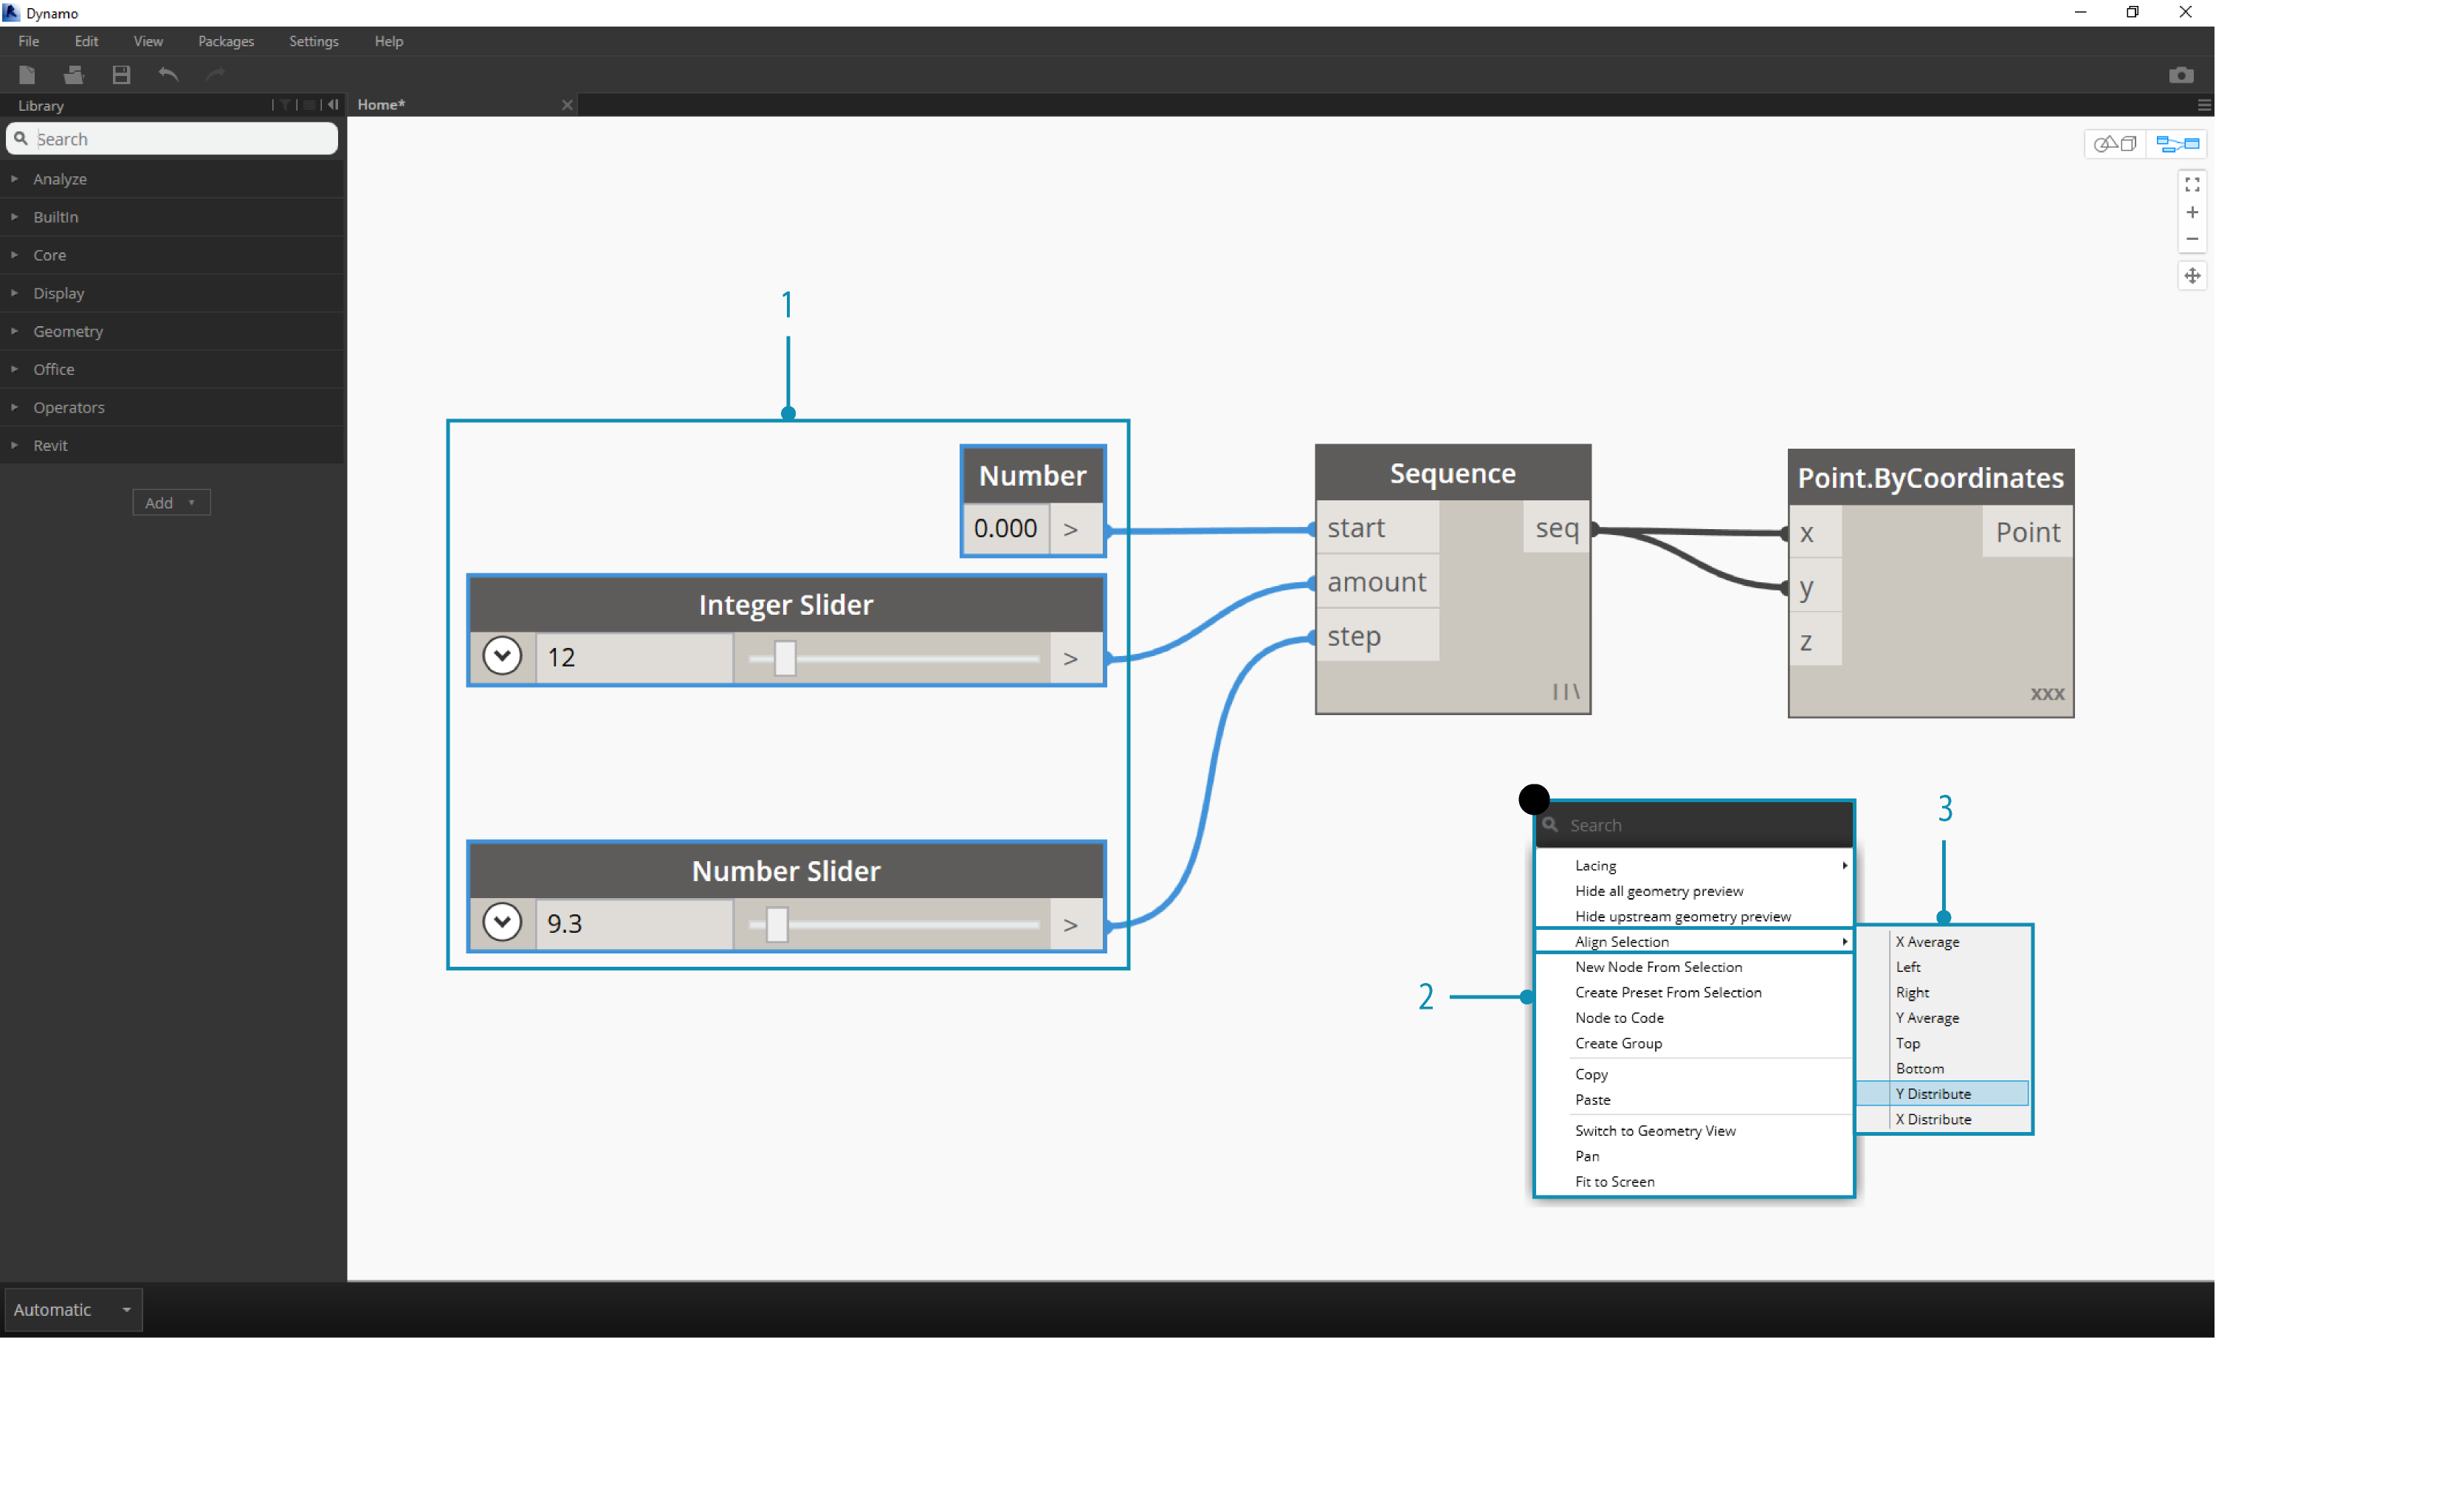 Dynamo
File Edit View Packages Settings Help
Library
Home*
Search
Analyze
BuiltIn
Core
Display
Geometry
Office
Operators
Revit
Add
1
Number
0.000 >
Integer Slider
12 >
Number Slider
9.3 >
Sequence
start seq
amount
step
Point.ByCoordinates
x Point
y
z
xxx
2
Search
Lacing
Hide all geometry preview
Hide upstream geometry preview
Align Selection
New Node From Selection
Create Preset From Selection
Node to Code
Create Group
Copy
Paste
Switch to Geometry View
Pan
Fit to Screen
3
X Average
Left
Right
Y Average
Top
Bottom
Y Distribute
X Distribute
Automatic